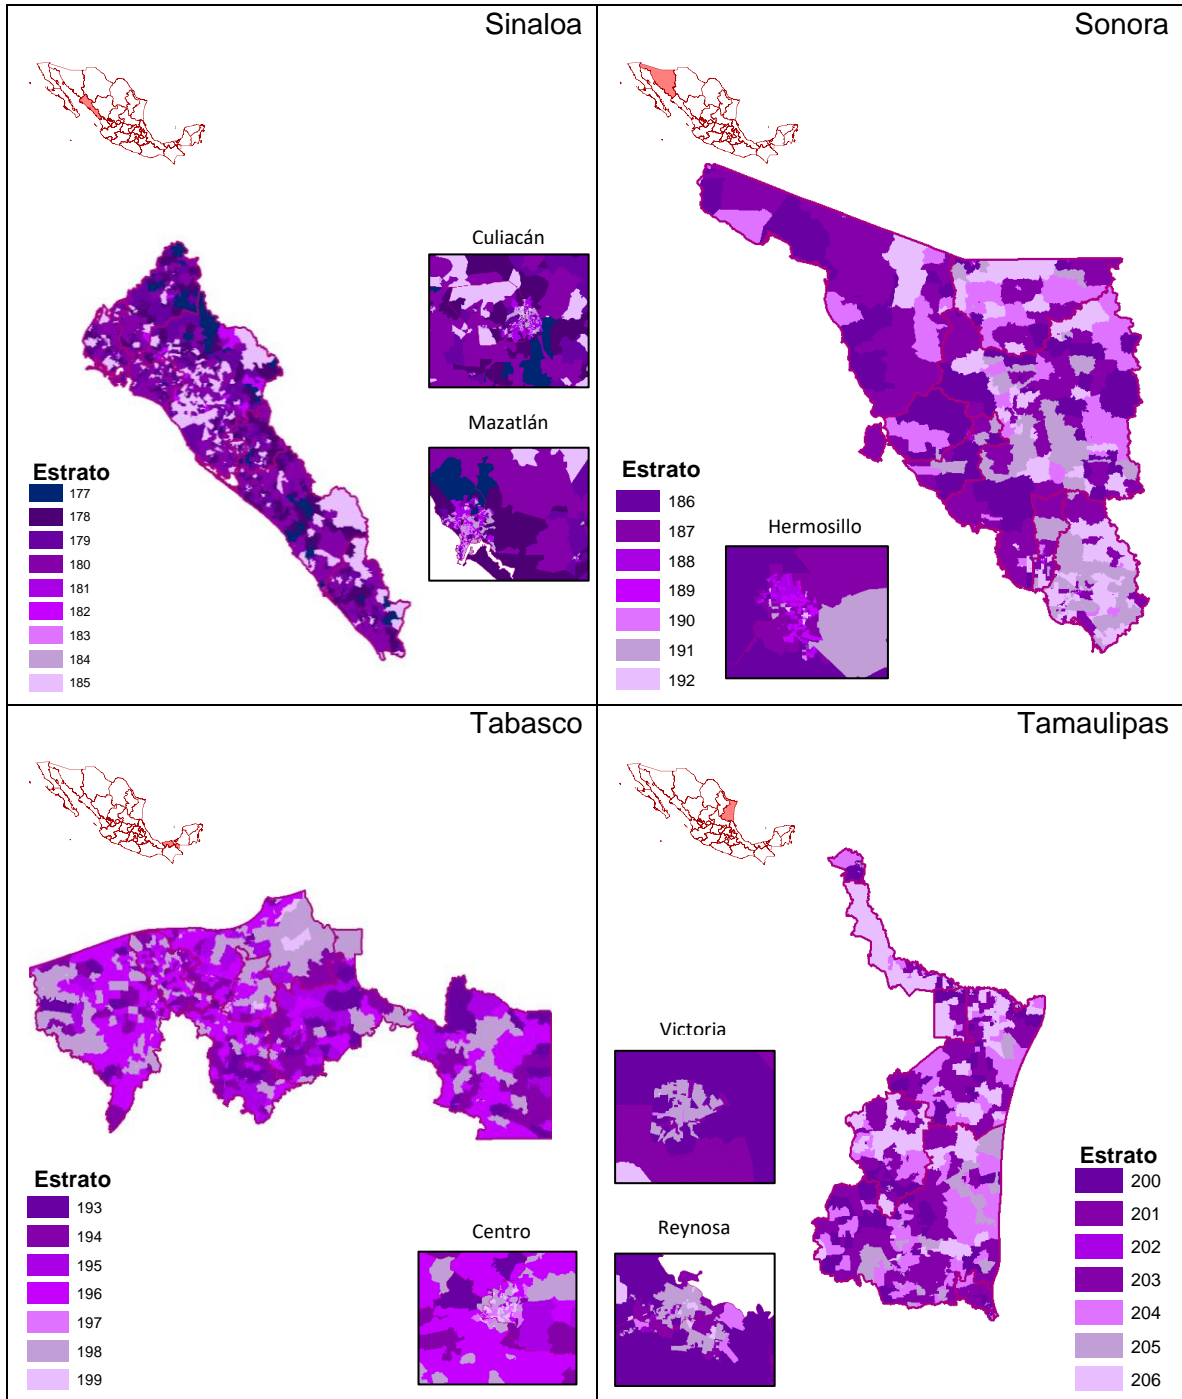 Sinaloa
Culiacán
Mazatlán
Estrato
177
178
179
180
181
182
183
184
185
Sonora
Hermosillo
Estrato
186
187
188
189
190
191
192
Tabasco
Centro
Estrato
193
194
195
196
197
198
199
Tamaulipas
Victoria
Reynosa
Estrato
200
201
202
203
204
205
206